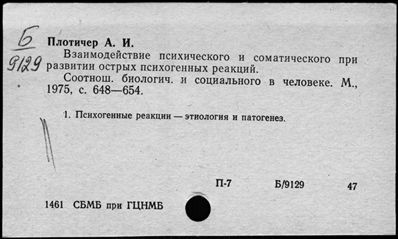 Б
9129
Плотичер А. И.
Взаимодействие психического и соматического при
развитии острых психогенных реакций.
Соотнош. биологич. и социального в человеке. М.,
1975, с. 648—654.
1. Психогенные реакции — этиология и патогенез.
П-7 Б/9129 47
1461 СБМБ при ГЦНМБ